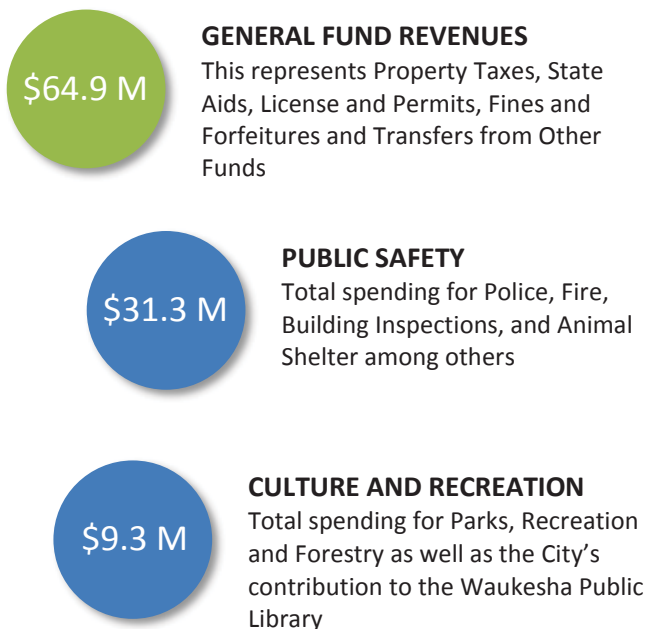 $64.9 M
GENERAL FUND REVENUES
This represents Property Taxes, State
Aids, License and Permits, Fines and
Forfeitures and Transfers from Other
Funds
$31.3 M
PUBLIC SAFETY
Total spending for Police, Fire,
Building Inspections, and Animal
Shelter among others
$9.3 M
CULTURE AND RECREATION
Total spending for Parks, Recreation
and Forestry as well as the City’s
contribution to the Waukesha Public
Library